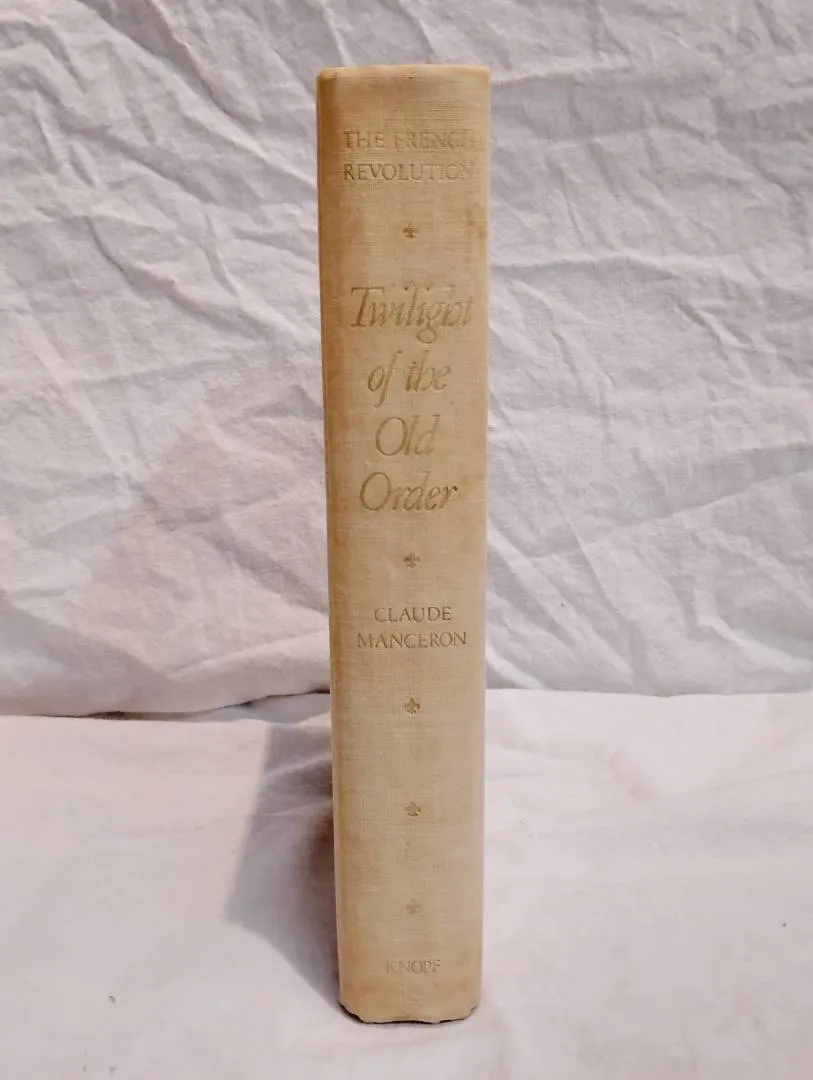 THE FRENCH
REVOLUTION
Twilight
of the
Old
Order
CLAUDE
MANCERON
KNOPF